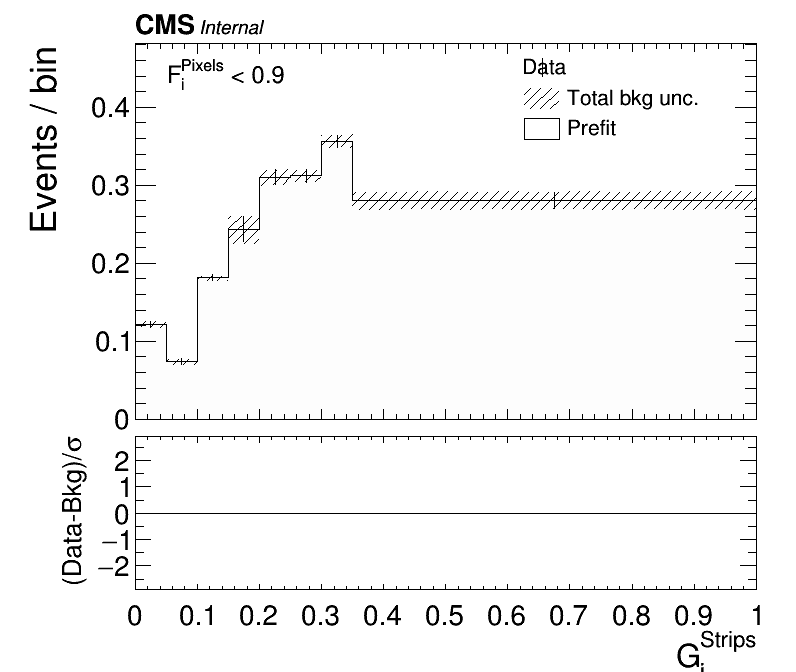 CMS Internal
F_i^Pixels < 0.9
Data
Total bkg unc.
Prefit
Events / bin
0.4
0.3
0.2
0.1
0
(Data-Bkg)/σ
2
1
0
−1
−2
0 0.1 0.2 0.3 0.4 0.5 0.6 0.7 0.8 0.9 1
G_i^Strips